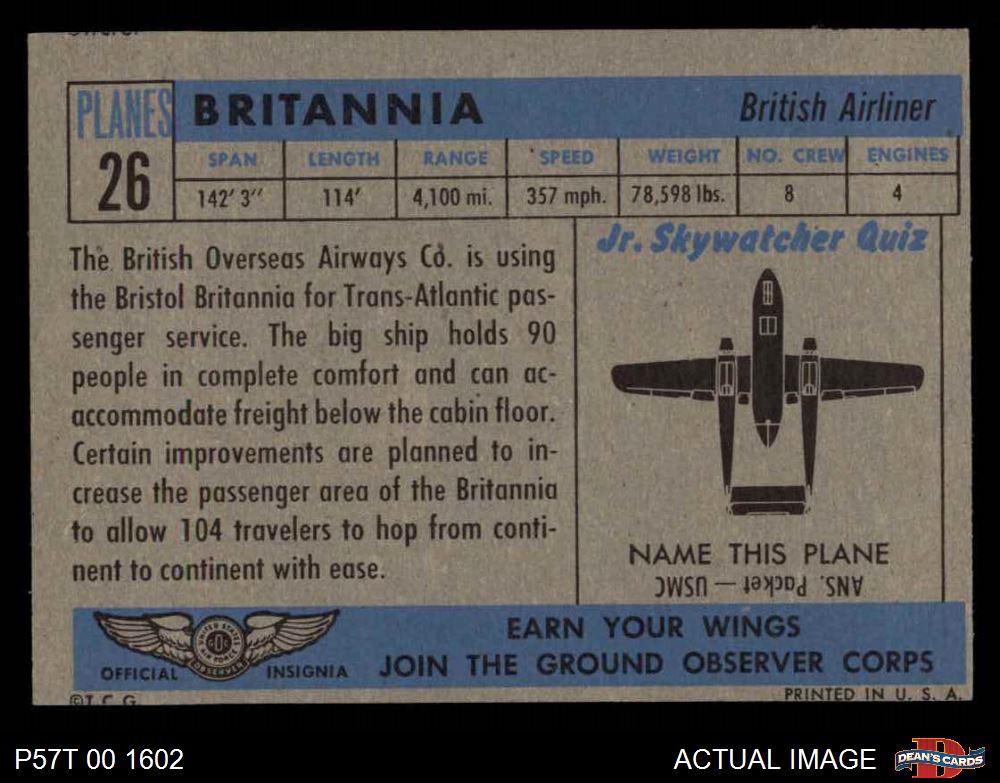 PLANES
26
BRITANNIA
British Airliner
SPAN LENGTH RANGE SPEED WEIGHT NO. CREW ENGINES
142' 3" 114' 4,100 mi. 357 mph. 78,598 lbs. 8 4
The British Overseas Airways Co. is using
the Bristol Britannia for Trans-Atlantic pas-
senger service. The big ship holds 90
people in complete comfort and can ac-
accommodate freight below the cabin floor.
Certain improvements are planned to in-
crease the passenger area of the Britannia
to allow 104 travelers to hop from conti-
nent to continent with ease.
Jr. Skywatcher Quiz
NAME THIS PLANE
ANS. Packet — USMC
OFFICIAL INSIGNIA
UNITED STATES
AIR FORCE
GOC
OBSERVER
EARN YOUR WINGS
JOIN THE GROUND OBSERVER CORPS
©T.C.G.
PRINTED IN U. S. A.
P57T 00 1602
ACTUAL IMAGE
D
DEAN'S CARDS